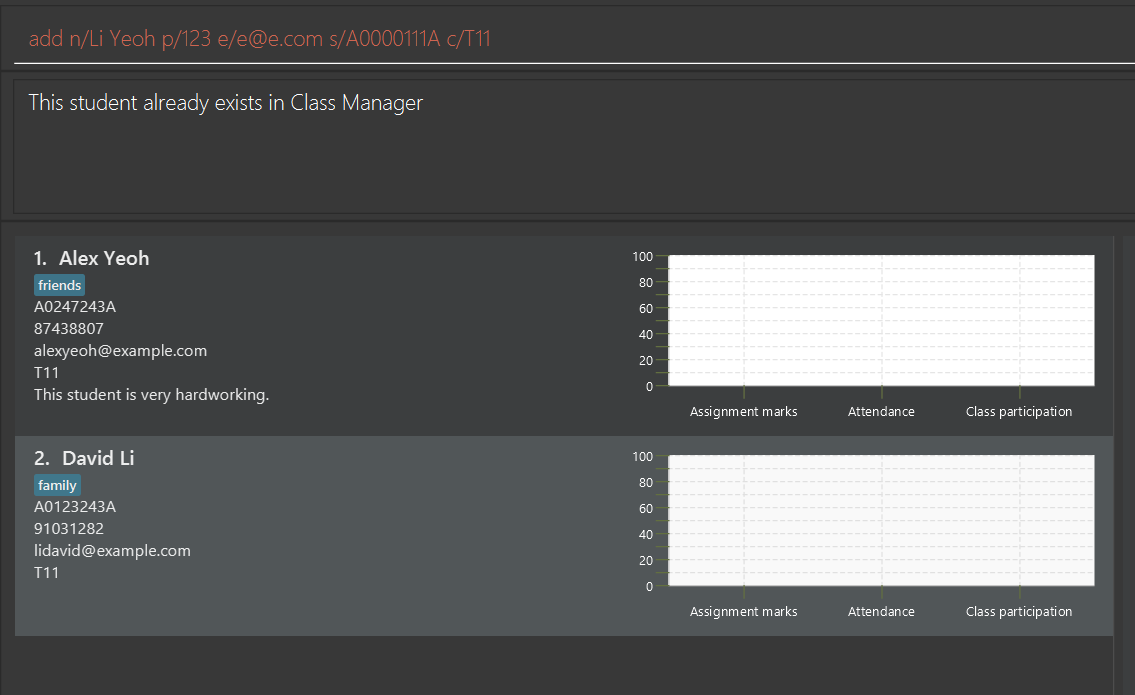 add n/Li Yeoh p/123 e/e@e.com s/A0000111A c/T11
This student already exists in Class Manager
1. Alex Yeoh
friends
A0247243A
87438807
alexyeoh@example.com
T11
This student is very hardworking.
100
80
60
40
20
0
Assignment marks Attendance Class participation
2. David Li
family
A0123243A
91031282
lidavid@example.com
T11
100
80
60
40
20
0
Assignment marks Attendance Class participation